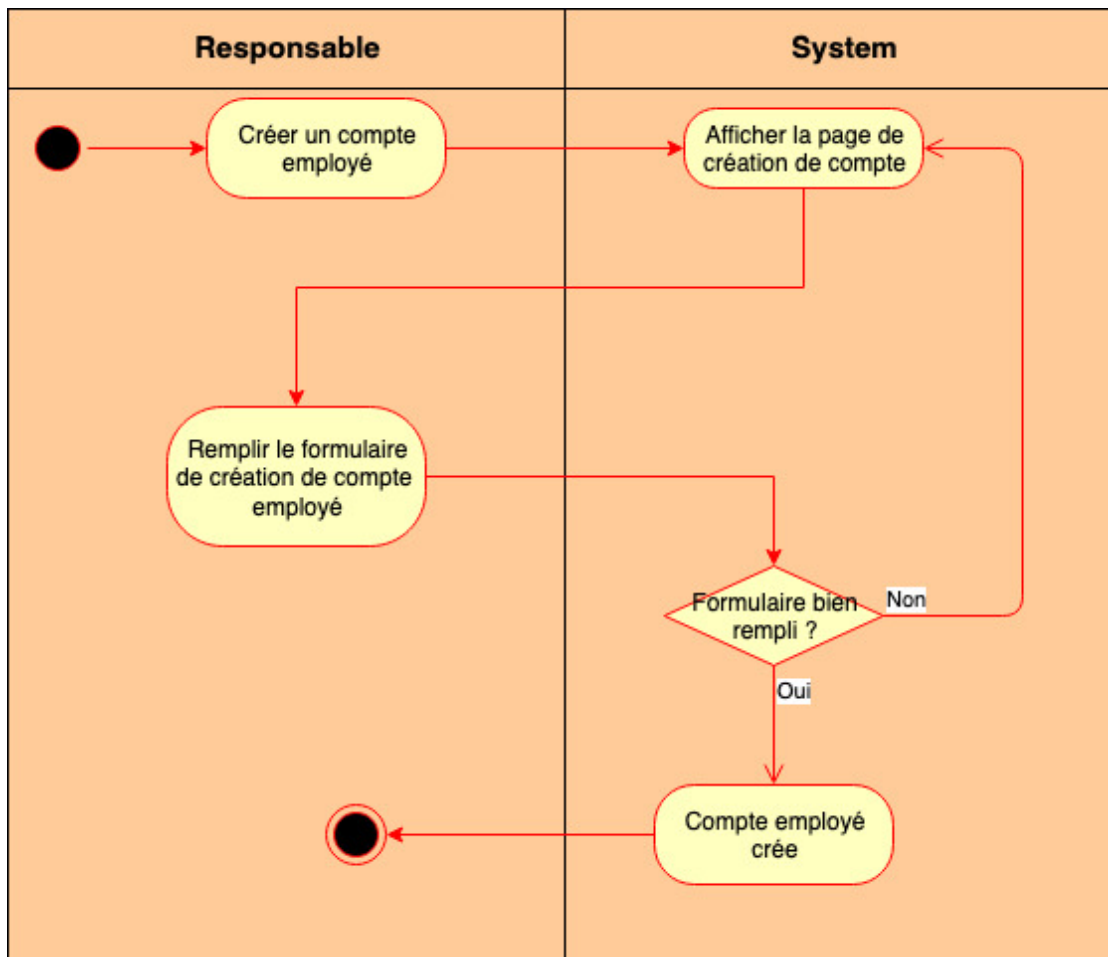 Responsable
System
Créer un compte
employé
Afficher la page de
création de compte
Remplir le formulaire
de création de compte
employé
Formulaire bien
rempli ?
Non
Oui
Compte employé
crée